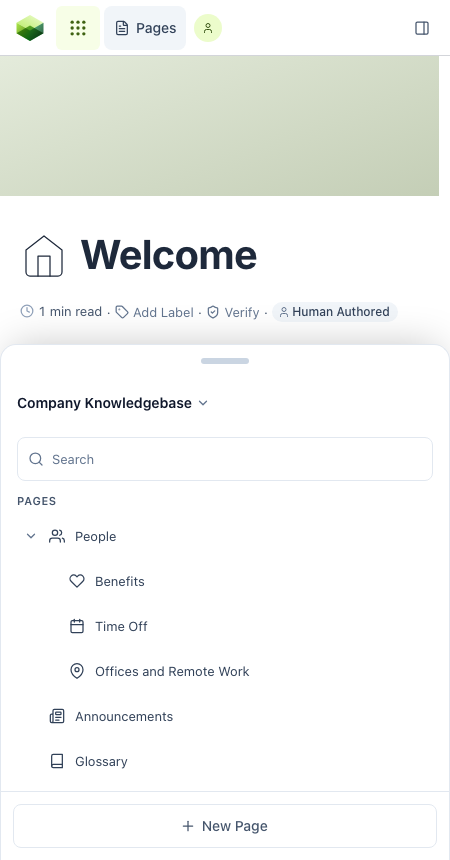 Pages
Welcome
1 min read · Add Label · Verify · Human Authored
Company Knowledgebase
Search
PAGES
People
Benefits
Time Off
Offices and Remote Work
Announcements
Glossary
New Page